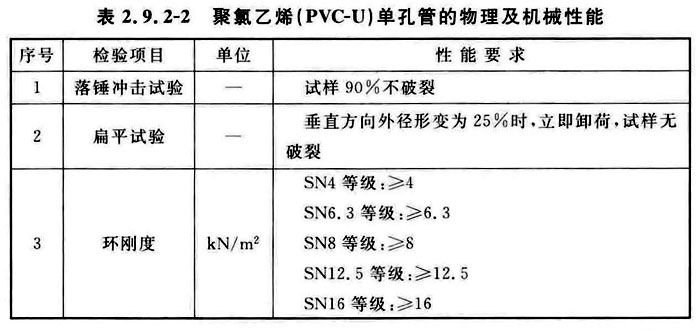 表 2.9.2-2 聚氯乙烯(PVC-U)单孔管的物理及机械性能
序号 检验项目 单位 性能要求
1 落锤冲击试验 — 试样 90%不破裂
2 扁平试验 — 垂直方向外径形变为 25%时,立即卸荷,试样无
破裂
3 环刚度 kN/m² SN4 等级:≥4
SN6.3 等级:≥6.3
SN8 等级:≥8
SN12.5 等级:≥12.5
SN16 等级:≥16